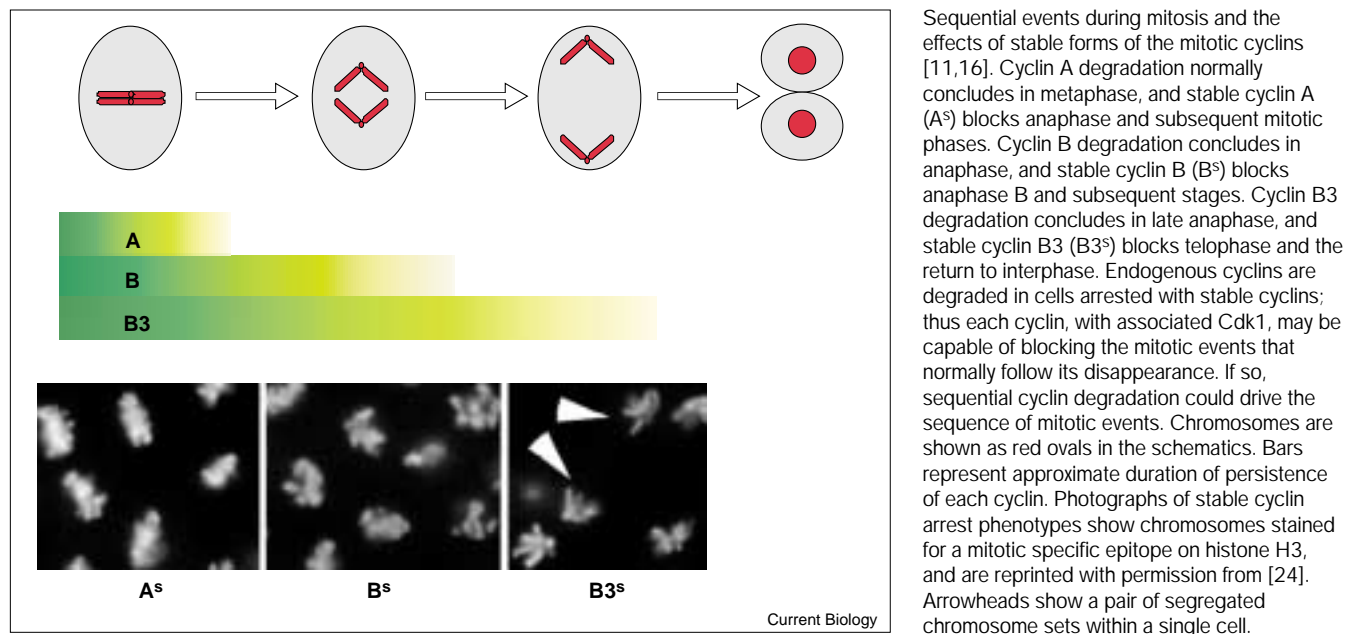 A
B
B3
Aˢ
Bˢ
B3ˢ
Current Biology
Sequential events during mitosis and the
effects of stable forms of the mitotic cyclins
[11,16]. Cyclin A degradation normally
concludes in metaphase, and stable cyclin A
(Aˢ) blocks anaphase and subsequent mitotic
phases. Cyclin B degradation concludes in
anaphase, and stable cyclin B (Bˢ) blocks
anaphase B and subsequent stages. Cyclin B3
degradation concludes in late anaphase, and
stable cyclin B3 (B3ˢ) blocks telophase and the
return to interphase. Endogenous cyclins are
degraded in cells arrested with stable cyclins;
thus each cyclin, with associated Cdk1, may be
capable of blocking the mitotic events that
normally follow its disappearance. If so,
sequential cyclin degradation could drive the
sequence of mitotic events. Chromosomes are
shown as red ovals in the schematics. Bars
represent approximate duration of persistence
of each cyclin. Photographs of stable cyclin
arrest phenotypes show chromosomes stained
for a mitotic specific epitope on histone H3,
and are reprinted with permission from [24].
Arrowheads show a pair of segregated
chromosome sets within a single cell.